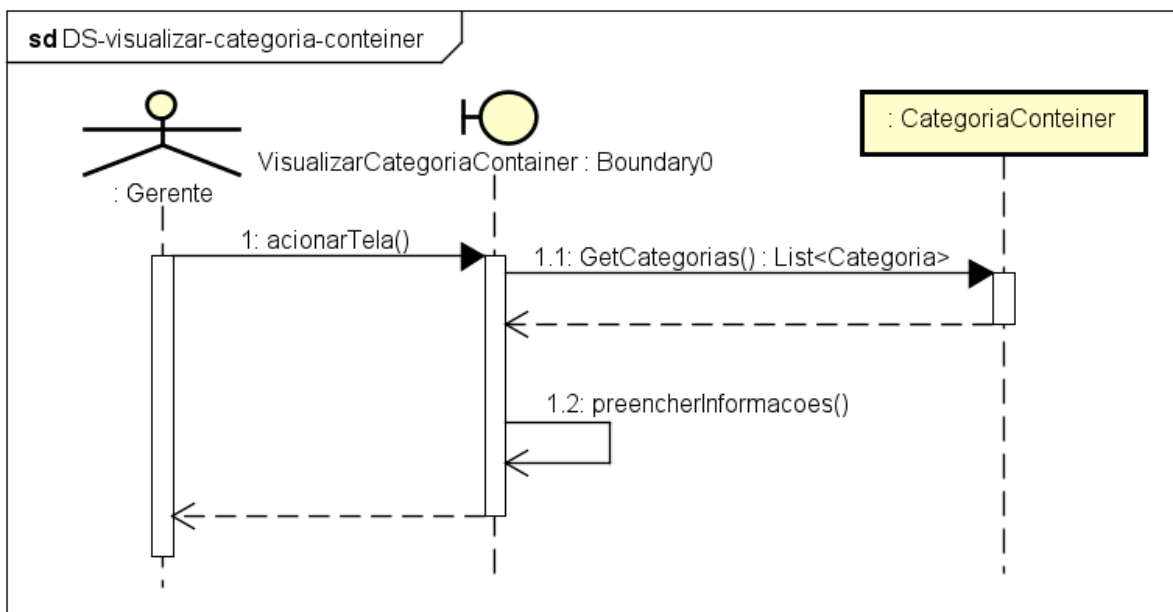 sd DS-visualizar-categoria-conteiner
: CategoriaConteiner
VisualizarCategoriaContainer : Boundary0
: Gerente
1: acionarTela()
1.1: GetCategorias() : List<Categoria>
1.2: preencherInformacoes()